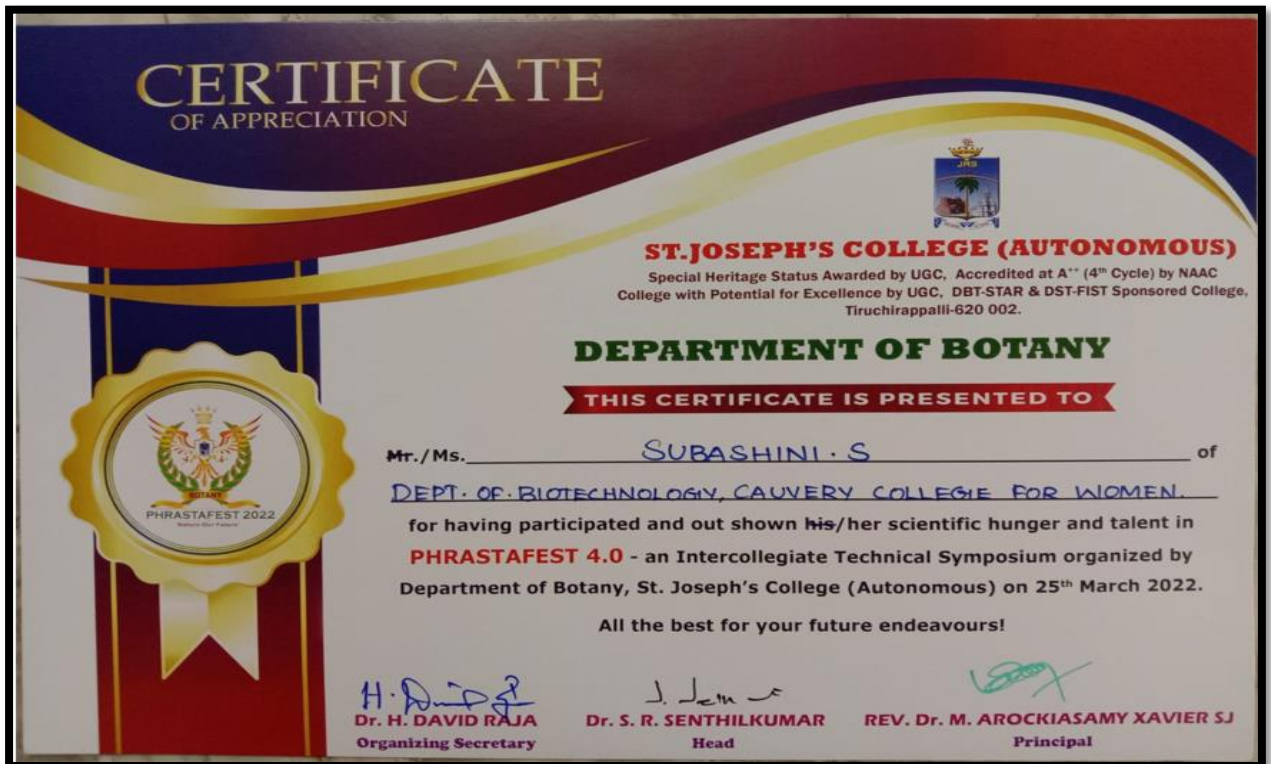 CERTIFICATE
OF APPRECIATION
JMS
ST.JOSEPH'S COLLEGE (AUTONOMOUS)
Special Heritage Status Awarded by UGC, Accredited at A++ (4th Cycle) by NAAC
College with Potential for Excellence by UGC, DBT-STAR & DST-FIST Sponsored College,
Tiruchirappalli-620 002.
DEPARTMENT OF BOTANY
THIS CERTIFICATE IS PRESENTED TO
Mr./Ms. SUBASHINI. S of
DEPT. OF. BIOTECHNOLOGY, CAUVERY COLLEGE FOR WOMEN.
for having participated and out shown his/her scientific hunger and talent in
PHRASTAFEST 4.0 - an Intercollegiate Technical Symposium organized by
Department of Botany, St. Joseph's College (Autonomous) on 25th March 2022.
All the best for your future endeavours!
BOTANY
PHRASTAFEST 2022
Dr. H. DAVID RAJA Dr. S. R. SENTHILKUMAR REV. Dr. M. AROCKIASAMY XAVIER SJ
Organizing Secretary Head Principal